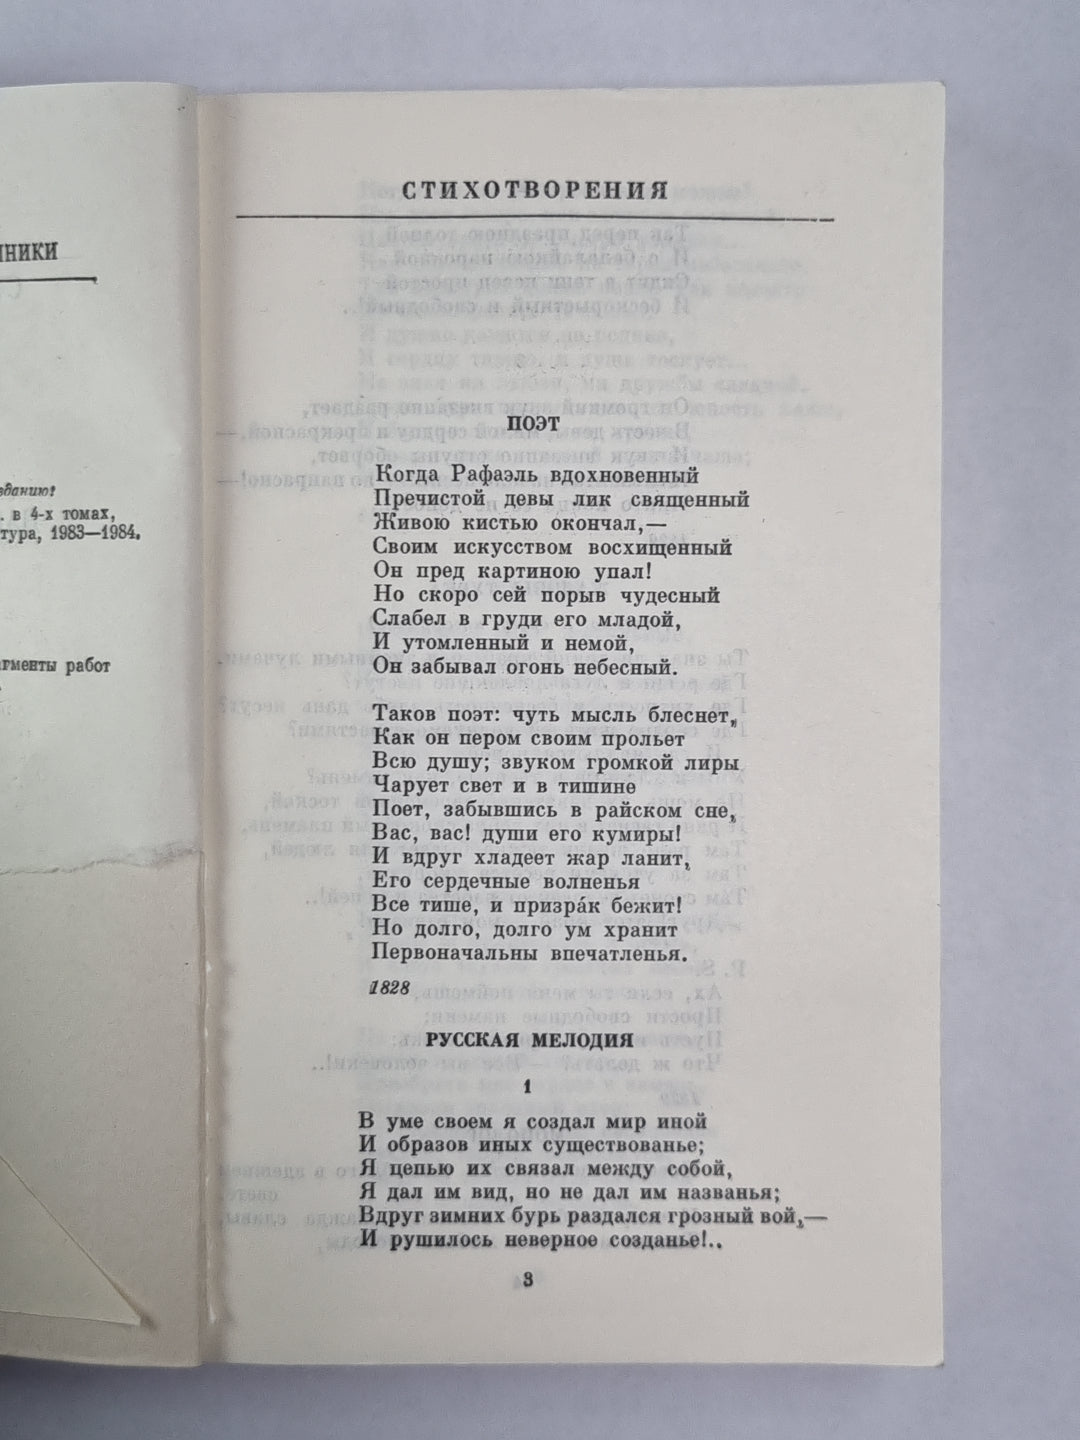 НИКИ
зданию:
. в 4-х томах,
тура, 1983—1984.
агменты работ
СТИХОТВОРЕНИЯ
ПОЭТ
Когда Рафаэль вдохновенный
Пречистой девы лик священный
Живою кистью окончал,—
Своим искусством восхищенный
Он пред картиною упал!
Но скоро сей порыв чудесный
Слабел в груди его младой,
И утомленный и немой,
Он забывал огонь небесный.
Таков поэт: чуть мысль блеснет,
Как он пером своим прольет
Всю душу; звуком громкой лиры
Чарует свет и в тишине
Поет, забывшись в райском сне,
Вас, вас! души его кумиры!
И вдруг хладеет жар ланит,
Его сердечные волненья
Все тише, и призра́к бежит!
Но долго, долго ум хранит
Первоначальны впечатленья.
1828
РУССКАЯ МЕЛОДИЯ
1
В уме своем я создал мир иной
И образов иных существованье;
Я цепью их связал между собой,
Я дал им вид, но не дал им названья;
Вдруг зимних бурь раздался грозный вой,—
И рушилось неверное созданье!..
3